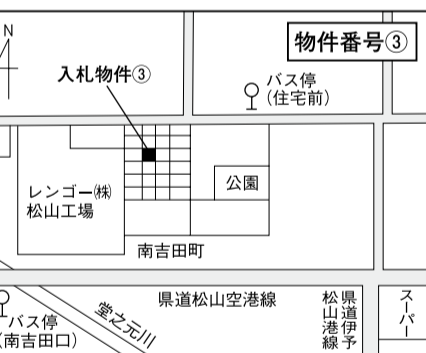 N
物件番号③
入札物件③
バス停
(住宅前)
公園
レンゴー㈱
松山工場
南吉田町
県道松山空港線
県道伊予
松山港線
スーパー
堂之元川
バス停
(南吉田口)